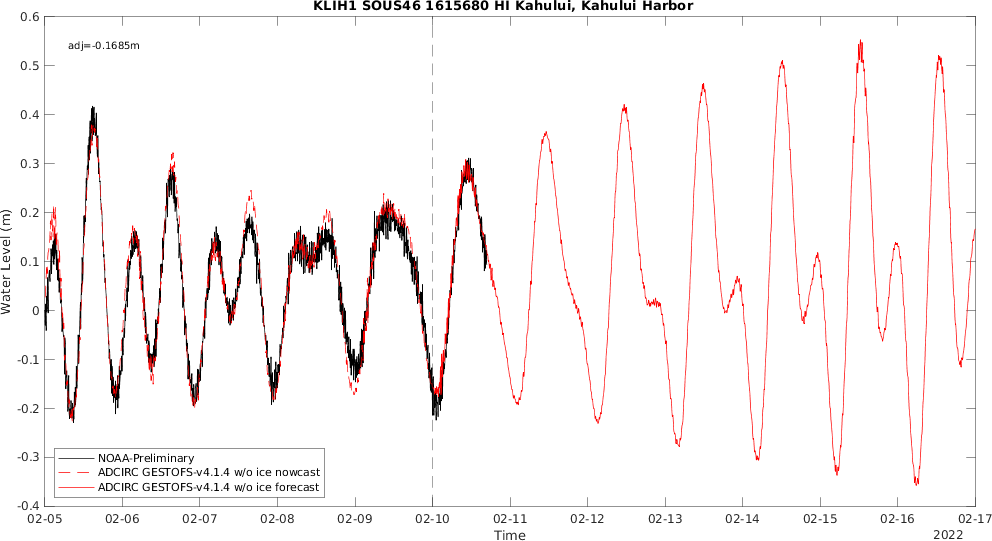 KLIH1 SOUS46 1615680 HI Kahului, Kahului Harbor
adj=-0.1685m
0.6
0.5
0.4
0.3
0.2
0.1
0
-0.1
-0.2
-0.3
-0.4
Water Level (m)
NOAA-Preliminary
ADCIRC GESTOFS-v4.1.4 w/o ice nowcast
ADCIRC GESTOFS-v4.1.4 w/o ice forecast
02-05 02-06 02-07 02-08 02-09 02-10 02-11 02-12 02-13 02-14 02-15 02-16 02-17
Time
2022